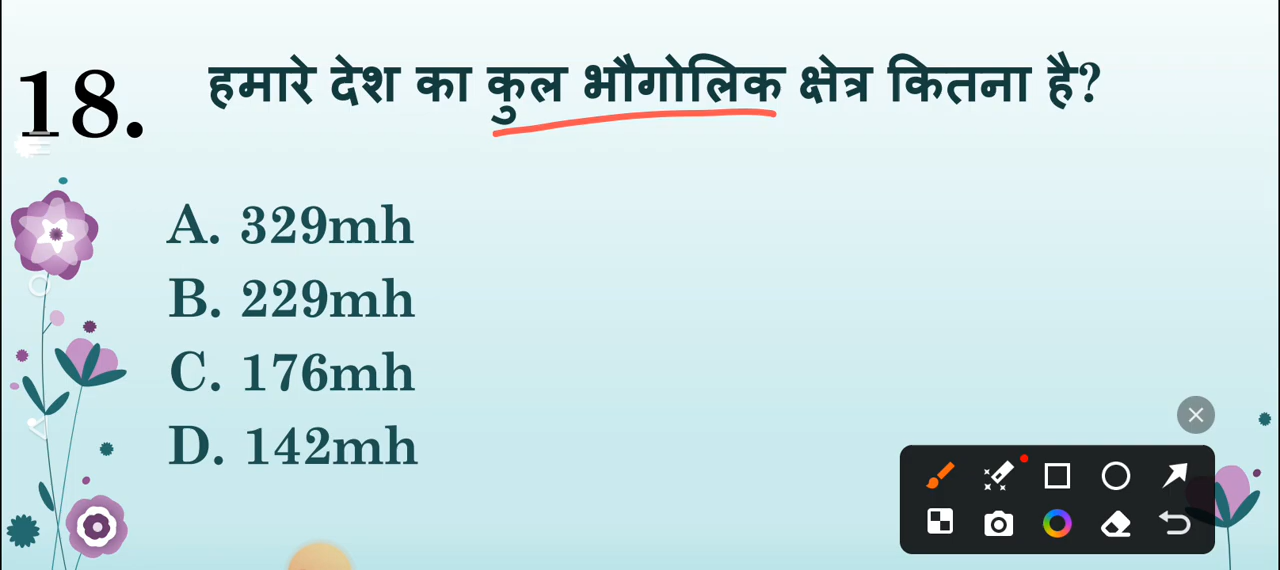 18. हमारे देश का कुल भौगोलिक क्षेत्र कितना है?
A. 329mh
B. 229mh
C. 176mh
D. 142mh